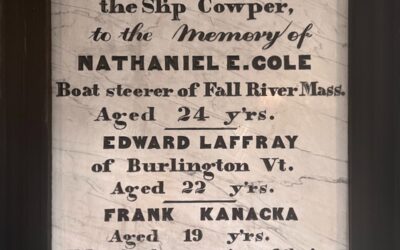 the Ship Cowper,
to the Memory of
NATHANIEL E. COLE
Boat steerer of Fall River Mass.
Aged 24 y'rs.
EDWARD LAFFRAY
of Burlington Vt.
Aged 22 y'rs.
FRANK KANACKA
Aged 19 y'rs.